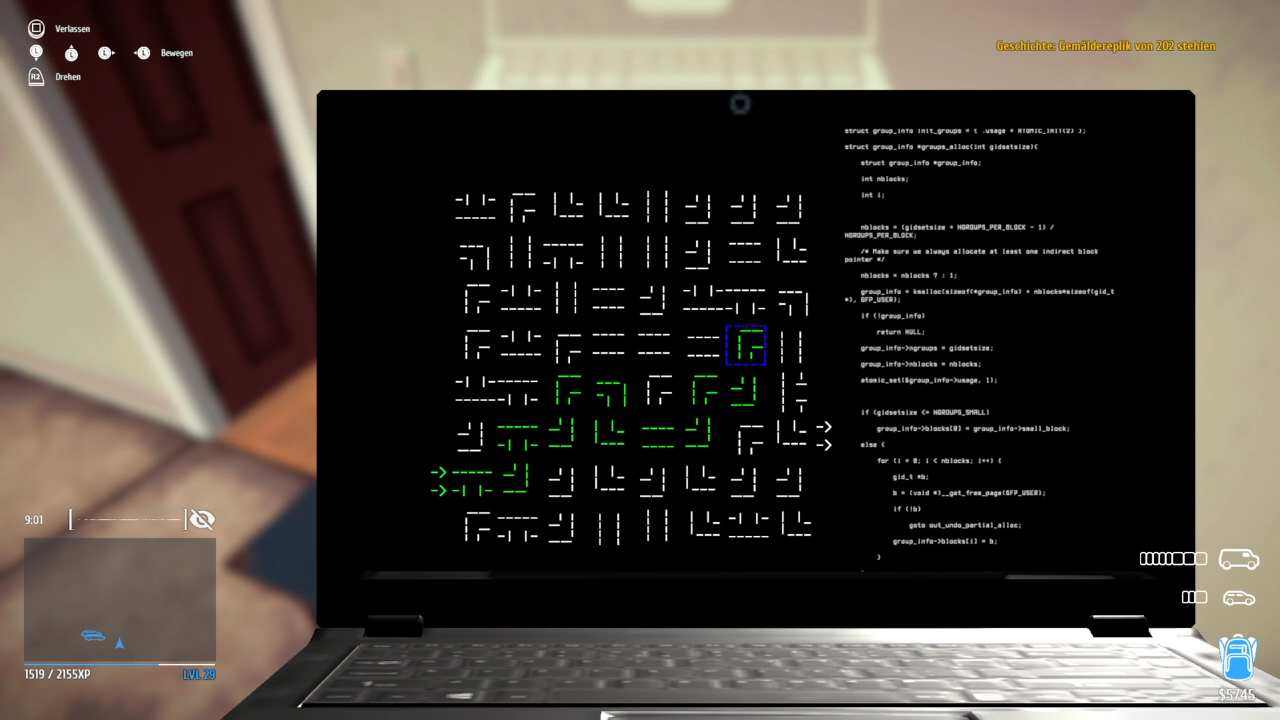 Verlassen
Geschichte: Gemäldereplik von 202 stehlen
L L L L Bewegen
R2 Drehen
struct group_info init_groups = { .usage = ATOMIC_INIT(2) };
struct group_info *groups_alloc(int gidsetsize){
struct group_info *group_info;
int nblocks;
int i;
nblocks = (gidsetsize + NGROUPS_PER_BLOCK - 1) /
NGROUPS_PER_BLOCK;
/* Make sure we always allocate at least one indirect block
pointer */
nblocks = nblocks ? : 1;
group_info = kmalloc(sizeof(*group_info) + nblocks*sizeof(gid_t
*), GFP_USER);
if (!group_info)
return NULL;
group_info->ngroups = gidsetsize;
group_info->nblocks = nblocks;
atomic_set(&group_info->usage, 1);
if (gidsetsize <= NGROUPS_SMALL)
group_info->blocks[0] = group_info->small_block;
else {
for (i = 0; i < nblocks; i++) {
gid_t *b;
b = (void *)__get_free_page(GFP_USER);
if (!b)
goto out_undo_partial_alloc;
group_info->blocks[i] = b;
}
9:01
1519 / 2155XP
LVL 29
$5745